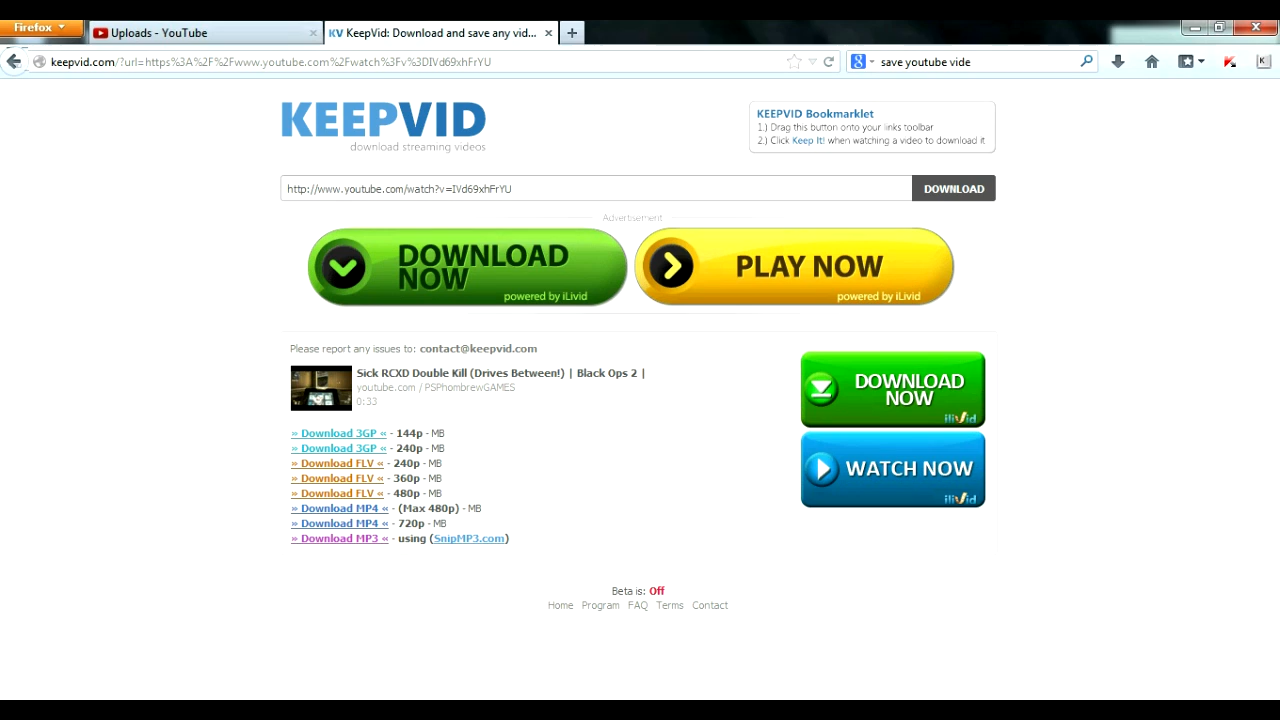 Firefox
Uploads - YouTube
KV KeepVid: Download and save any vid...
keepvid.com/?url=https%3A%2F%2Fwww.youtube.com%2Fwatch%3Fv%3DIVd69xhFrYU
save youtube vide
KEEPVID
download streaming videos
KEEPVID Bookmarklet
1.) Drag this button onto your links toolbar
2.) Click Keep It! when watching a video to download it
http://www.youtube.com/watch?v=IVd69xhFrYU
DOWNLOAD
Advertisement
DOWNLOAD
NOW
powered by iLivid
PLAY NOW
powered by iLivid
Please report any issues to: contact@keepvid.com
Sick RCXD Double Kill (Drives Between!) | Black Ops 2 |
youtube.com / PSPhombrewGAMES
0:33
» Download 3GP « - 144p - MB
» Download 3GP « - 240p - MB
» Download FLV « - 240p - MB
» Download FLV « - 360p - MB
» Download FLV « - 480p - MB
» Download MP4 « - (Max 480p) - MB
» Download MP4 « - 720p - MB
» Download MP3 « - using (SnipMP3.com)
DOWNLOAD
NOW
ilivid
WATCH NOW
ilivid
Beta is: Off
Home Program FAQ Terms Contact